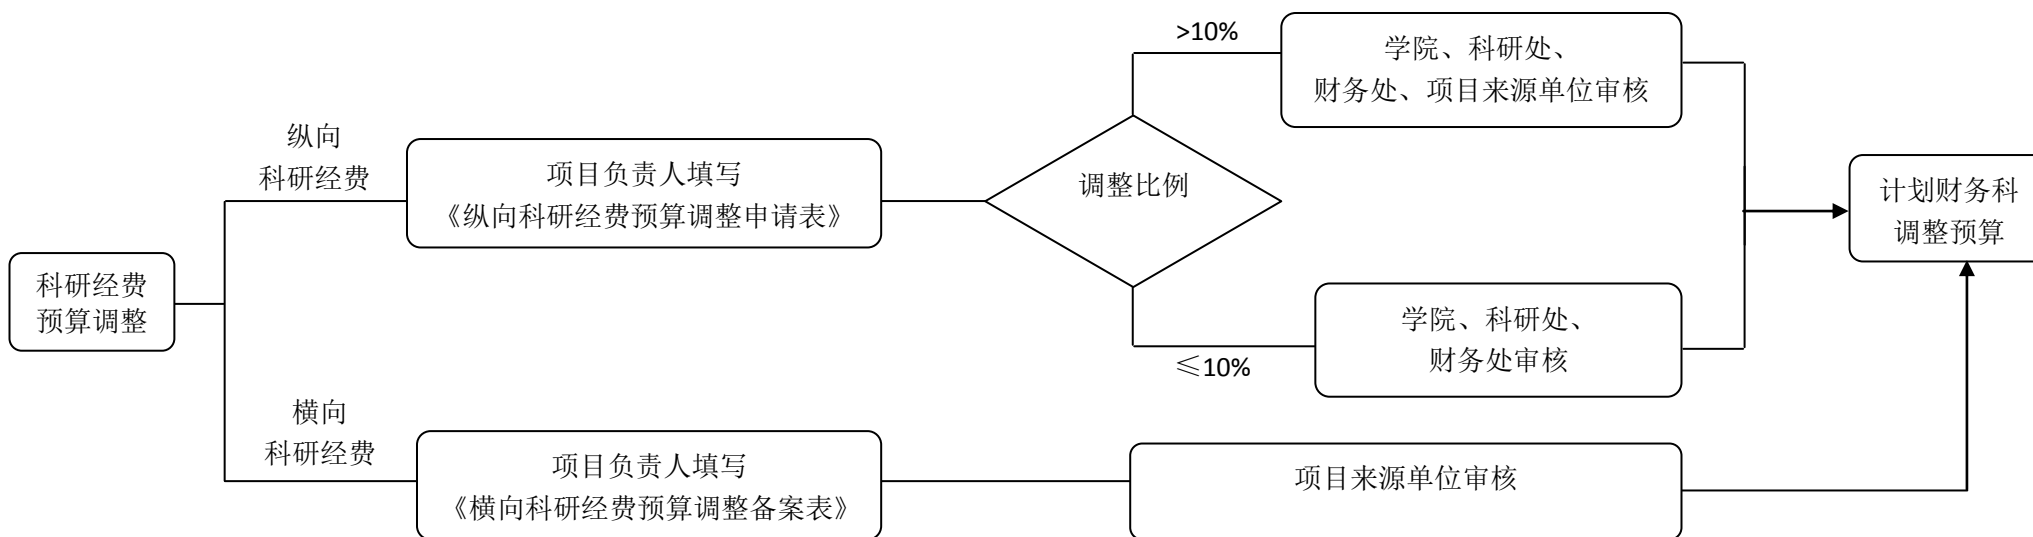 科研经费
预算调整
纵向
科研经费
项目负责人填写
《纵向科研经费预算调整申请表》
调整比例
>10%
学院、科研处、
财务处、项目来源单位审核
≤10%
学院、科研处、
财务处审核
横向
科研经费
项目负责人填写
《横向科研经费预算调整备案表》
项目来源单位审核
计划财务科
调整预算